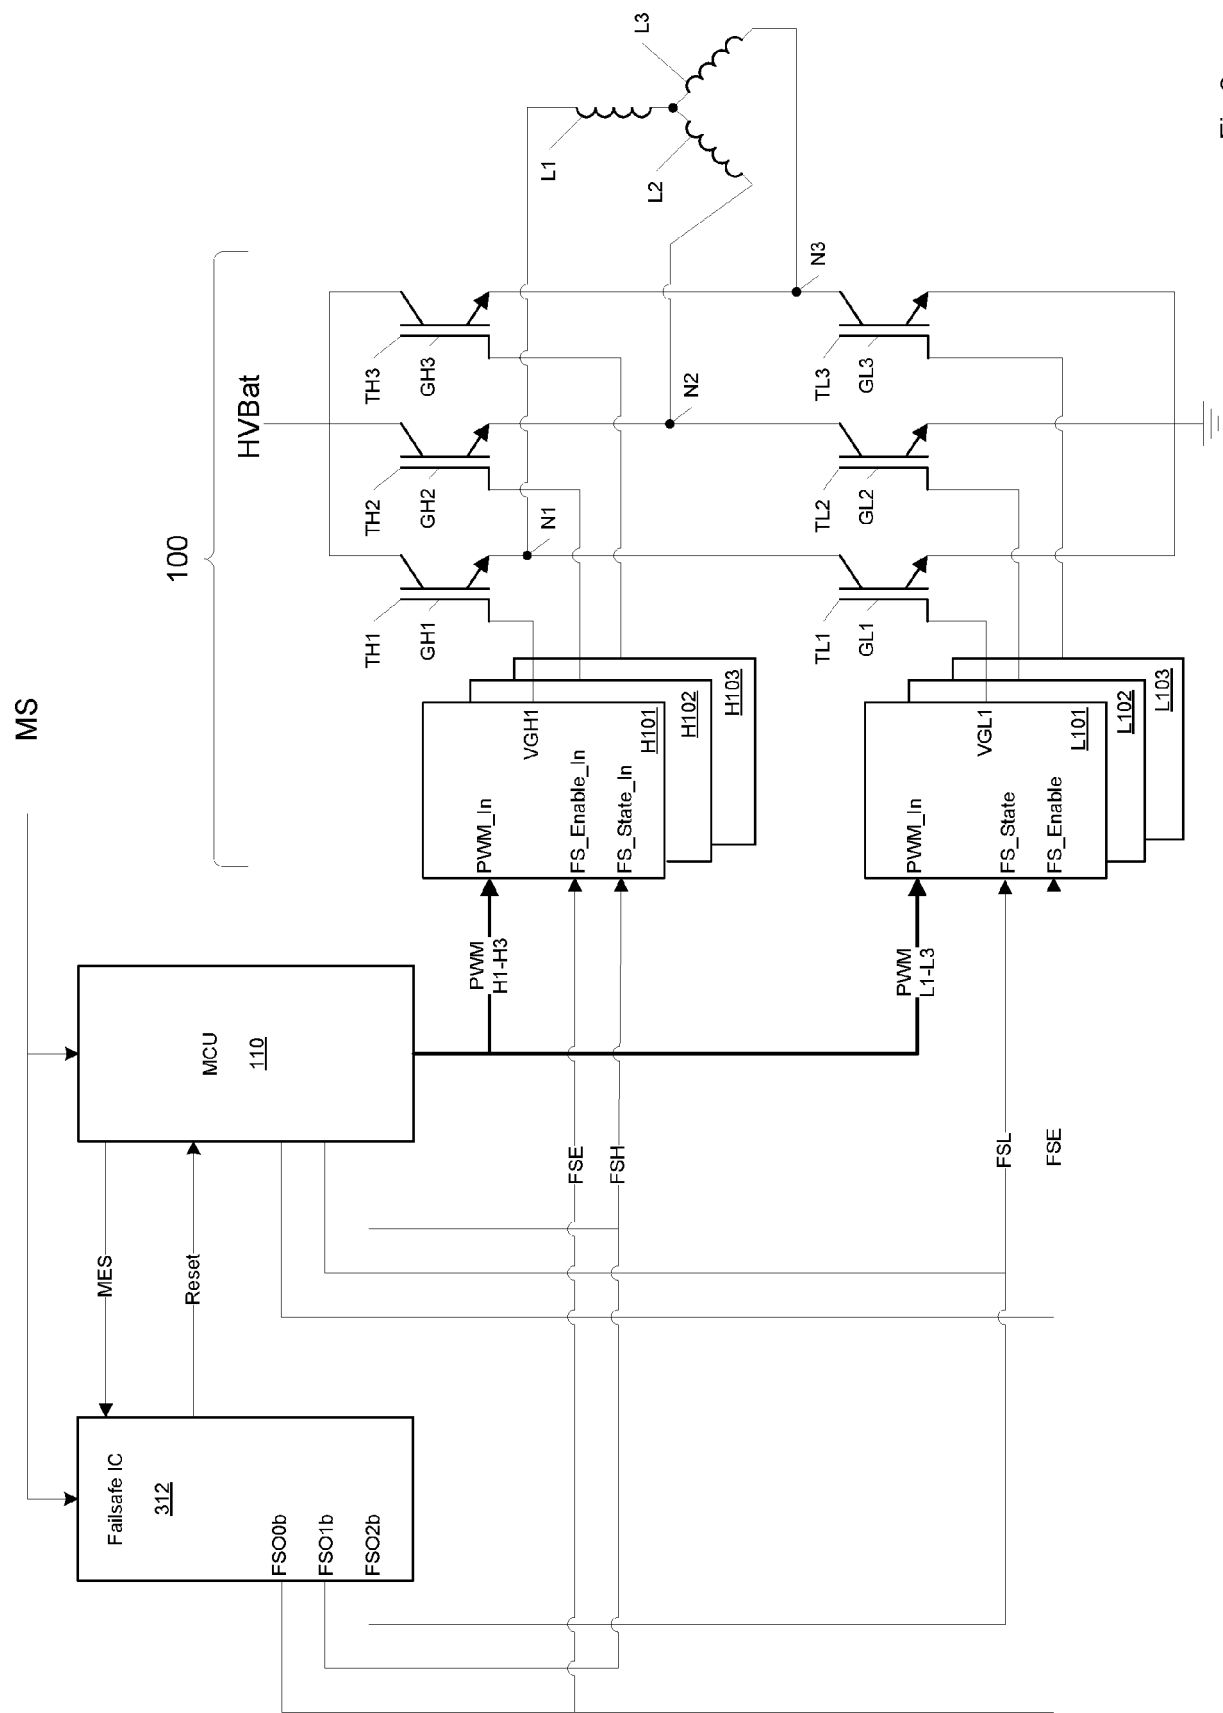 MS
Failsafe IC
312
FSO0b
FSO1b
FSO2b
MES
Reset
MCU
110
FSE
FSH
FSL
FSE
PWM
H1-H3
PWM
L1-L3
100
HVBat
PWM_In
VGH1
FS_Enable_In
FS_State_In
H101
H102
H103
PWM_In
VGL1
FS_State
FS_Enable
L101
L102
L103
TH1
GH1
TH2
GH2
TH3
GH3
N1
N2
N3
TL1
GL1
TL2
GL2
TL3
GL3
L1
L2
L3